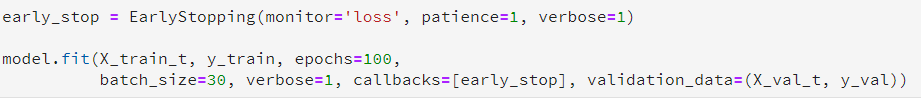 early_stop = EarlyStopping(monitor='loss', patience=1, verbose=1)
model.fit(X_train_t, y_train, epochs=100,
          batch_size=30, verbose=1, callbacks=[early_stop], validation_data=(X_val_t, y_val))